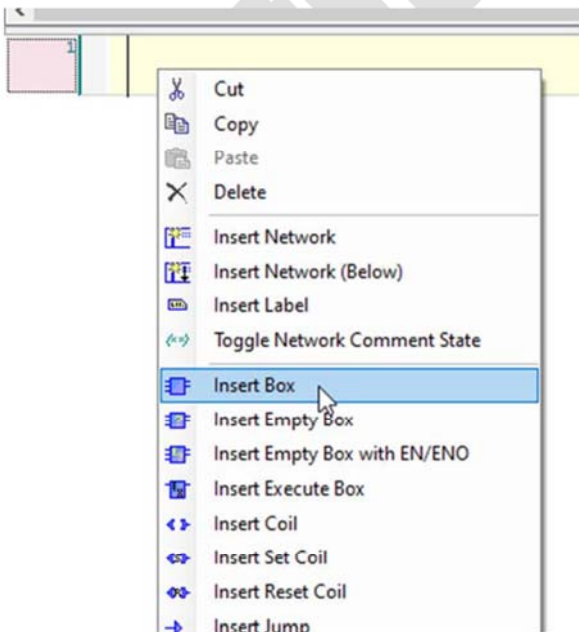 1
Cut
Copy
Paste
Delete
Insert Network
Insert Network (Below)
Insert Label
Toggle Network Comment State
Insert Box
Insert Empty Box
Insert Empty Box with EN/ENO
Insert Execute Box
Insert Coil
Insert Set Coil
Insert Reset Coil
Insert Jump